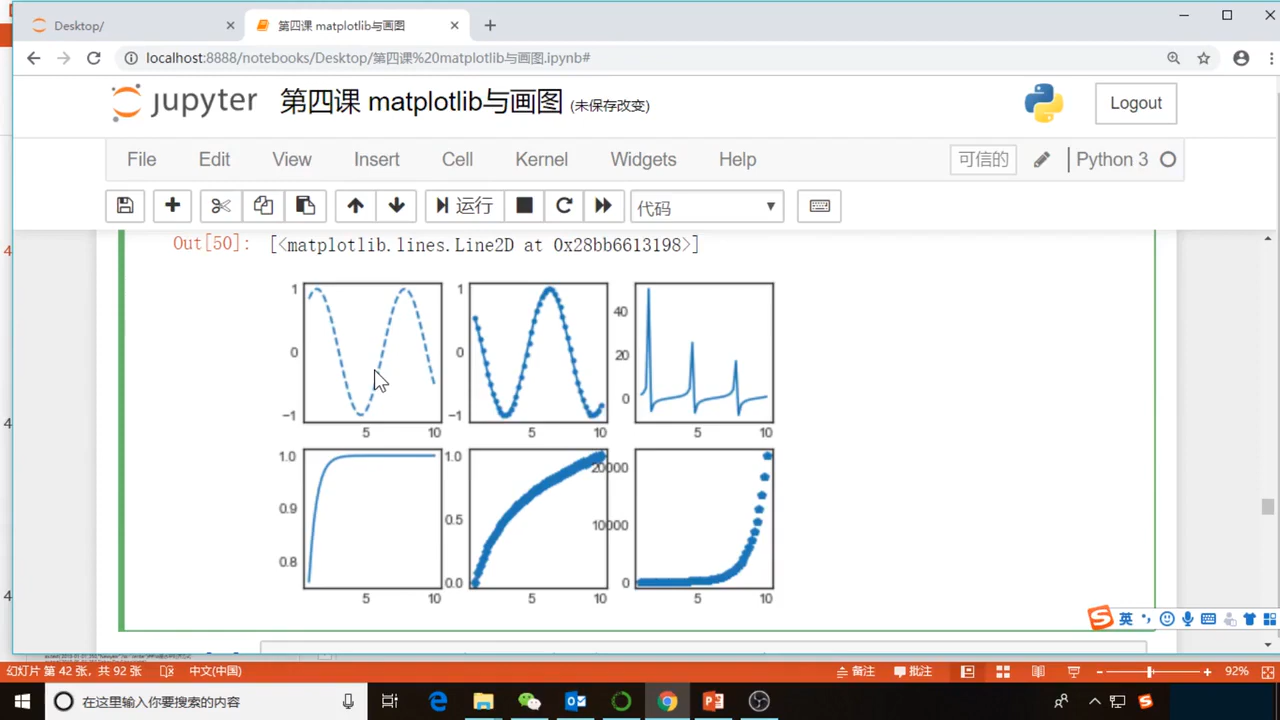 Desktop/
第四课 matplotlib与画图
localhost:8888/notebooks/Desktop/第四课%20matplotlib与画图.ipynb#
jupyter 第四课 matplotlib与画图 (未保存改变)
Logout
File Edit View Insert Cell Kernel Widgets Help
可信的 Python 3
运行 代码
Out[50]: [<matplotlib.lines.Line2D at 0x28bb6613198>]
1 0 −1 5 10
1 0 −1 5 10
40 20 0 5 10
1.0 0.9 0.8 5 10
1.0 0.5 0.0 5 10
20000 10000 0 5 10
4
4
4
英
幻灯片 第 42 张，共 92 张 中文(中国) 备注 批注 92%
在这里输入你要搜索的内容